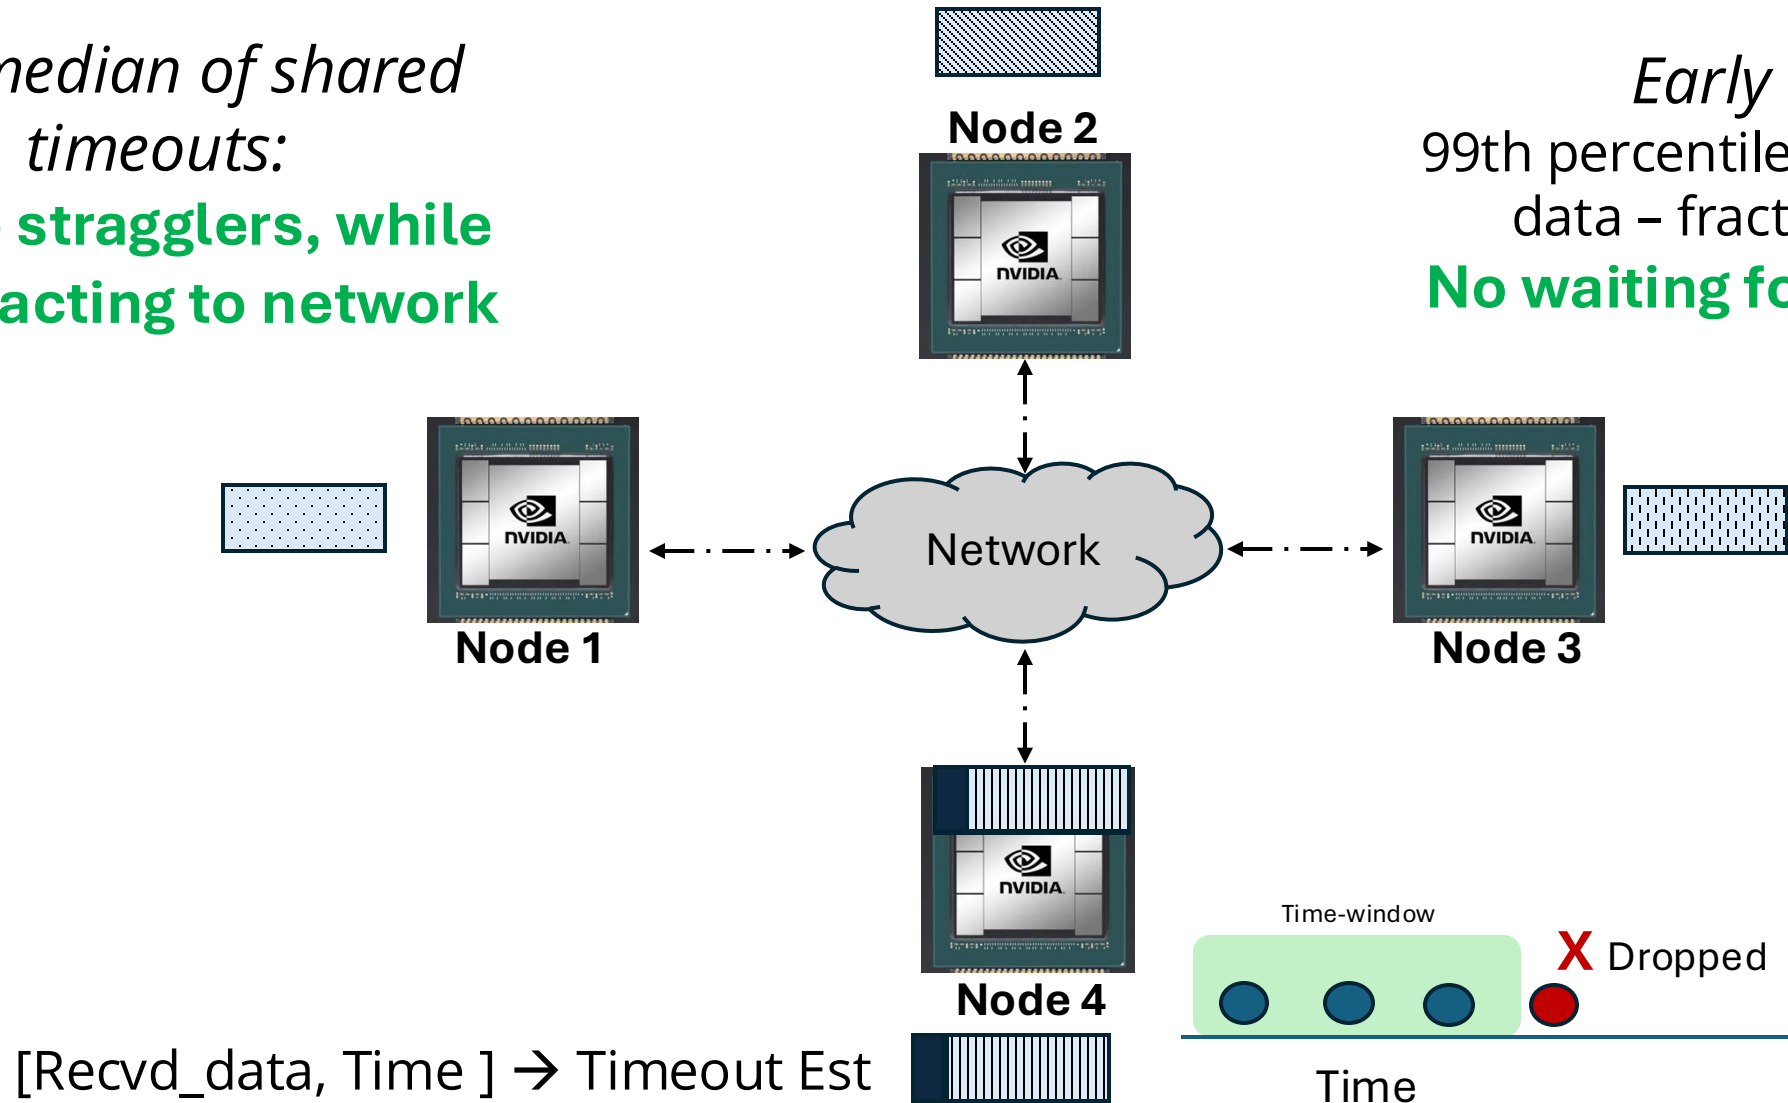 median of shared
timeouts:
stragglers, while
acting to network
Early
99th percentile
data – fract
No waiting fo
Node 2
NVIDIA
Node 1
NVIDIA
Network
Node 3
NVIDIA
NVIDIA
Node 4
Time-window
X Dropped
Time
[Recvd_data, Time ] → Timeout Est